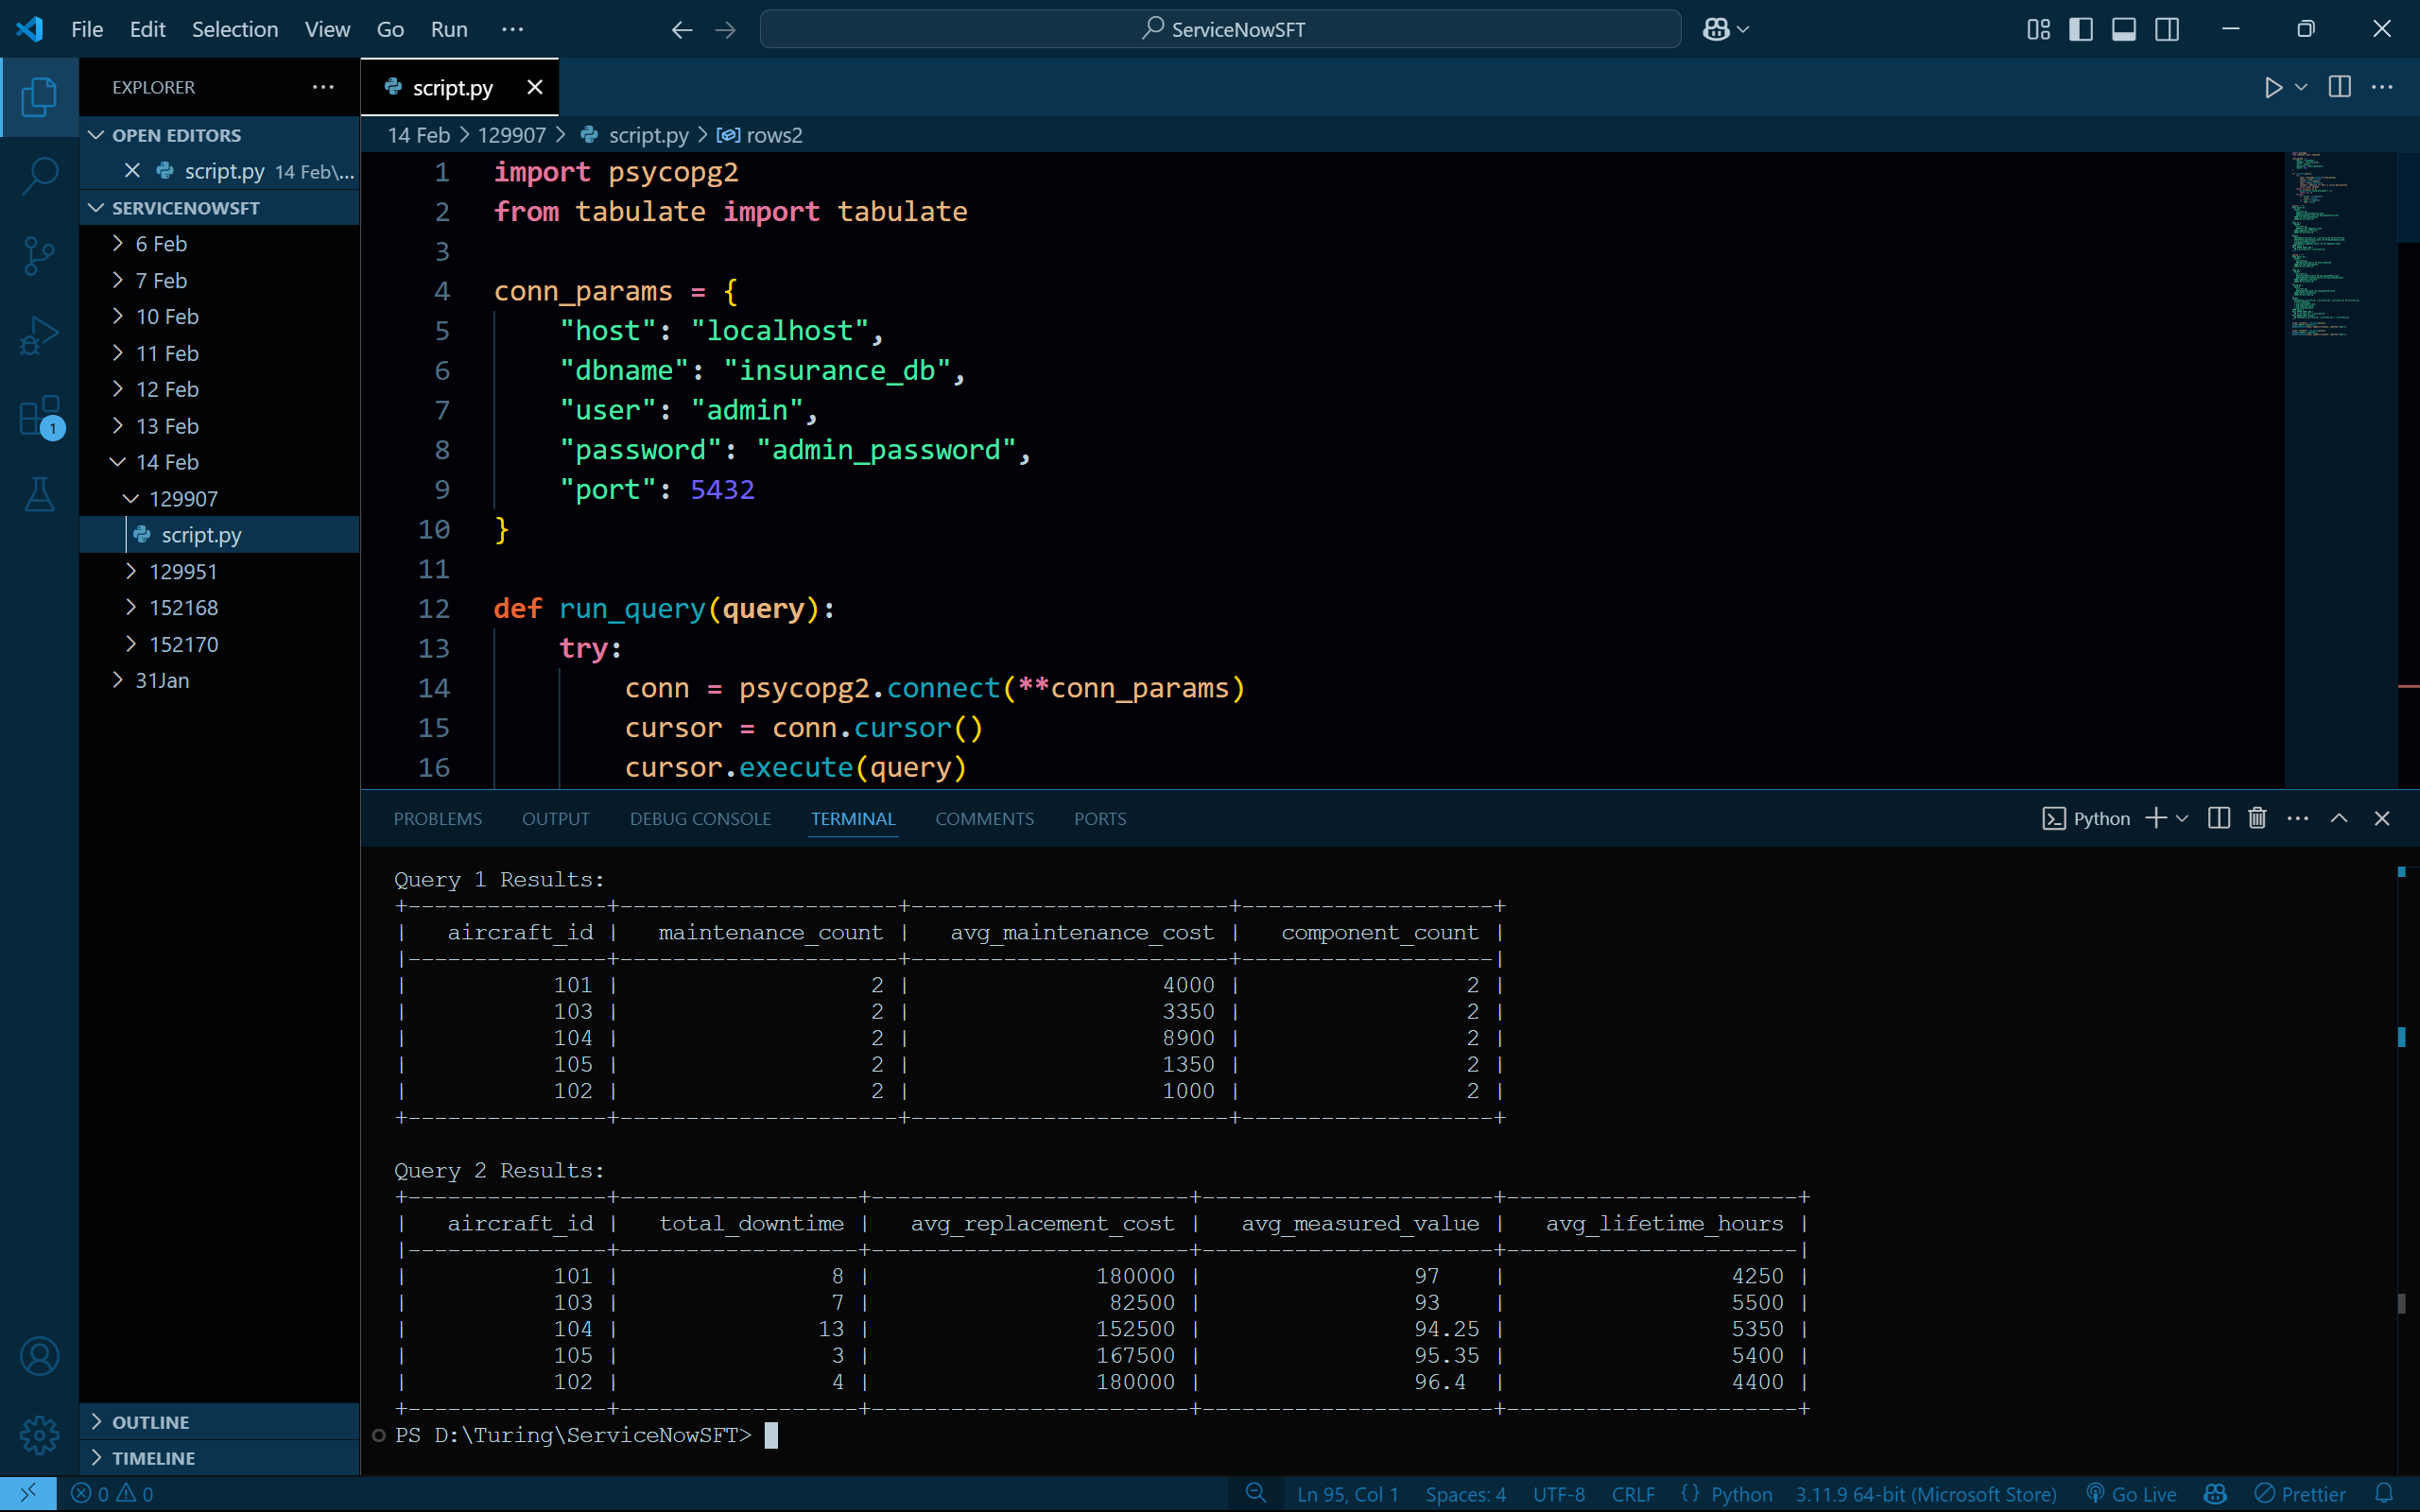 File Edit Selection View Go Run ···
ServiceNowSFT
EXPLORER
OPEN EDITORS
script.py 14 Feb\...
SERVICENOWSFT
6 Feb
7 Feb
10 Feb
11 Feb
12 Feb
13 Feb
14 Feb
129907
script.py
129951
152168
152170
31Jan
OUTLINE
TIMELINE
1
script.py
14 Feb > 129907 > script.py > rows2
1 import psycopg2
2 from tabulate import tabulate
3
4 conn_params = {
5 "host": "localhost",
6 "dbname": "insurance_db",
7 "user": "admin",
8 "password": "admin_password",
9 "port": 5432
10 }
11
12 def run_query(query):
13 try:
14 conn = psycopg2.connect(**conn_params)
15 cursor = conn.cursor()
16 cursor.execute(query)
PROBLEMS OUTPUT DEBUG CONSOLE TERMINAL COMMENTS PORTS
Python
Query 1 Results:
+---------------+---------------------+------------------------+-------------------+
| aircraft_id | maintenance_count | avg_maintenance_cost | component_count |
|---------------+---------------------+------------------------+-------------------|
| 101 | 2 | 4000 | 2 |
| 103 | 2 | 3350 | 2 |
| 104 | 2 | 8900 | 2 |
| 105 | 2 | 1350 | 2 |
| 102 | 2 | 1000 | 2 |
+---------------+---------------------+------------------------+-------------------+
Query 2 Results:
+---------------+------------------+------------------------+----------------------+----------------------+
| aircraft_id | total_downtime | avg_replacement_cost | avg_measured_value | avg_lifetime_hours |
|---------------+------------------+------------------------+----------------------+----------------------|
| 101 | 8 | 180000 | 97 | 4250 |
| 103 | 7 | 82500 | 93 | 5500 |
| 104 | 13 | 152500 | 94.25 | 5350 |
| 105 | 3 | 167500 | 95.35 | 5400 |
| 102 | 4 | 180000 | 96.4 | 4400 |
+---------------+------------------+------------------------+----------------------+----------------------+
PS D:\Turing\ServiceNowSFT>
0 0 Ln 95, Col 1 Spaces: 4 UTF-8 CRLF {} Python 3.11.9 64-bit (Microsoft Store) Go Live Prettier